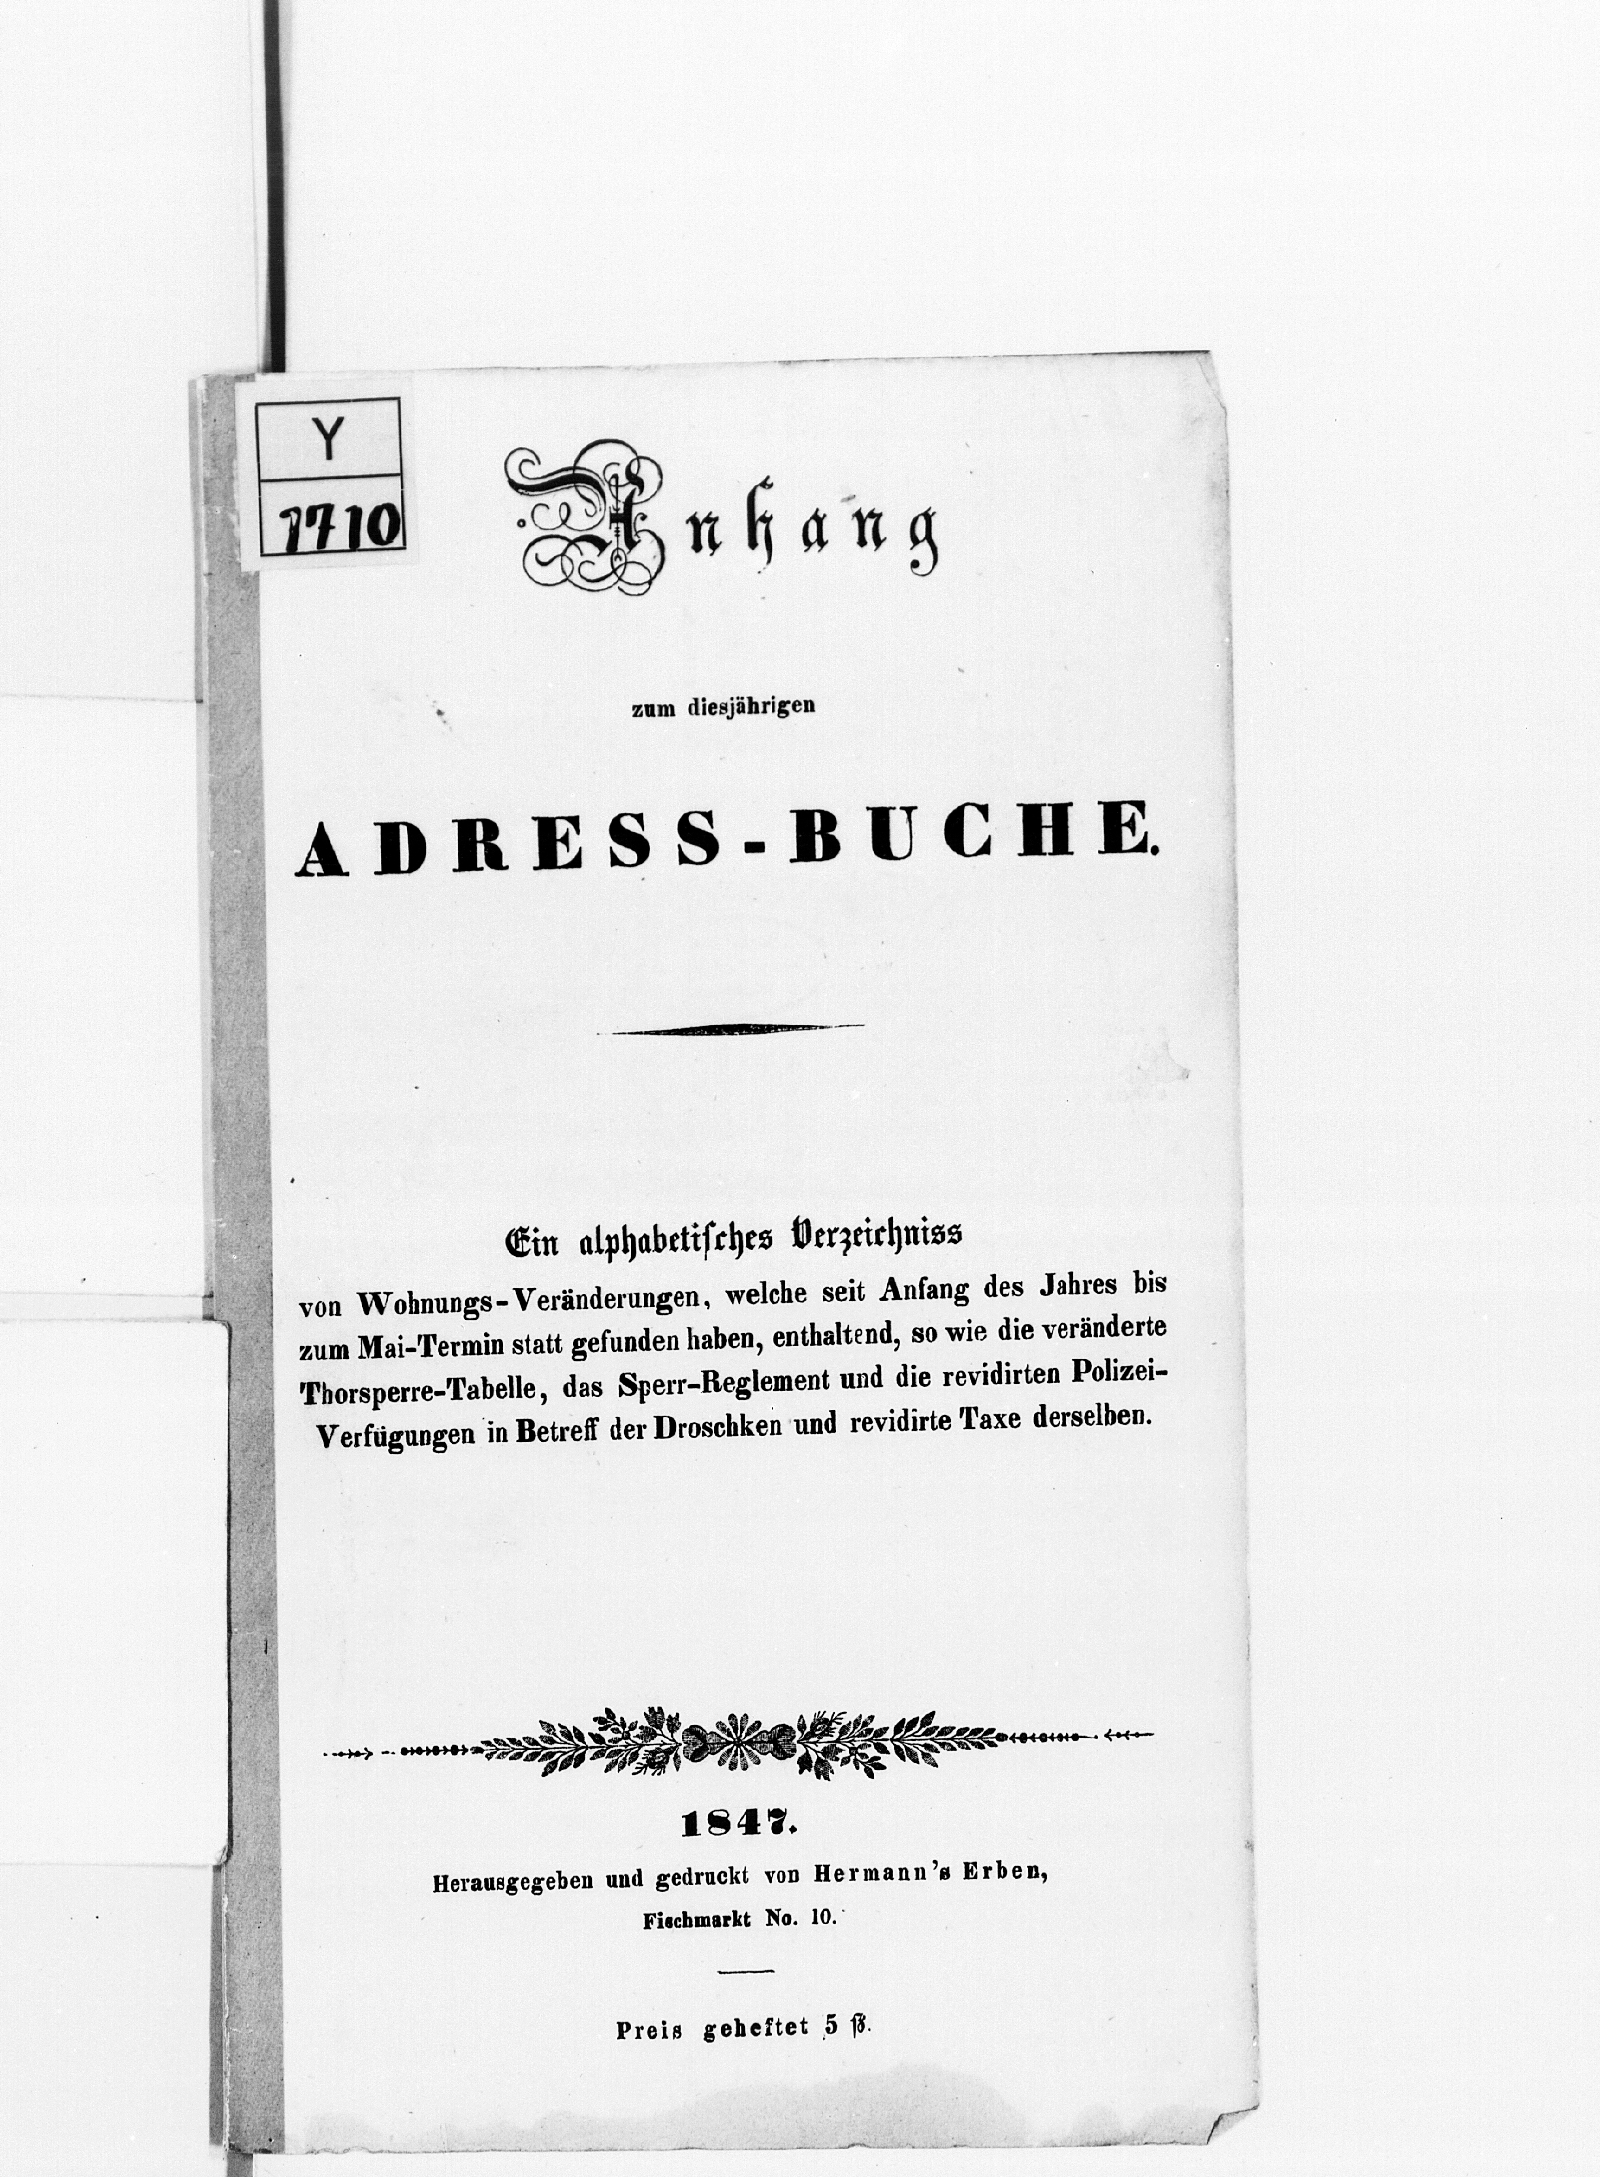 Y
1710
Anhang
zum diesjährigen
ADRESS-BUCHE.
Ein alphabetiſches Verzeichniss
von Wohnungs-Veränderungen, welche seit Anfang des Jahres bis
zum Mai-Termin statt gefunden haben, enthaltend, so wie die veränderte
Thorsperre-Tabelle, das Sperr-Reglement und die revidirten Polizei-
Verfügungen in Betreff der Droschken und revidirte Taxe derselben.
1847.
Herausgegeben und gedruckt von Hermann's Erben,
Fischmarkt No. 10.
Preis geheftet 5 ß.